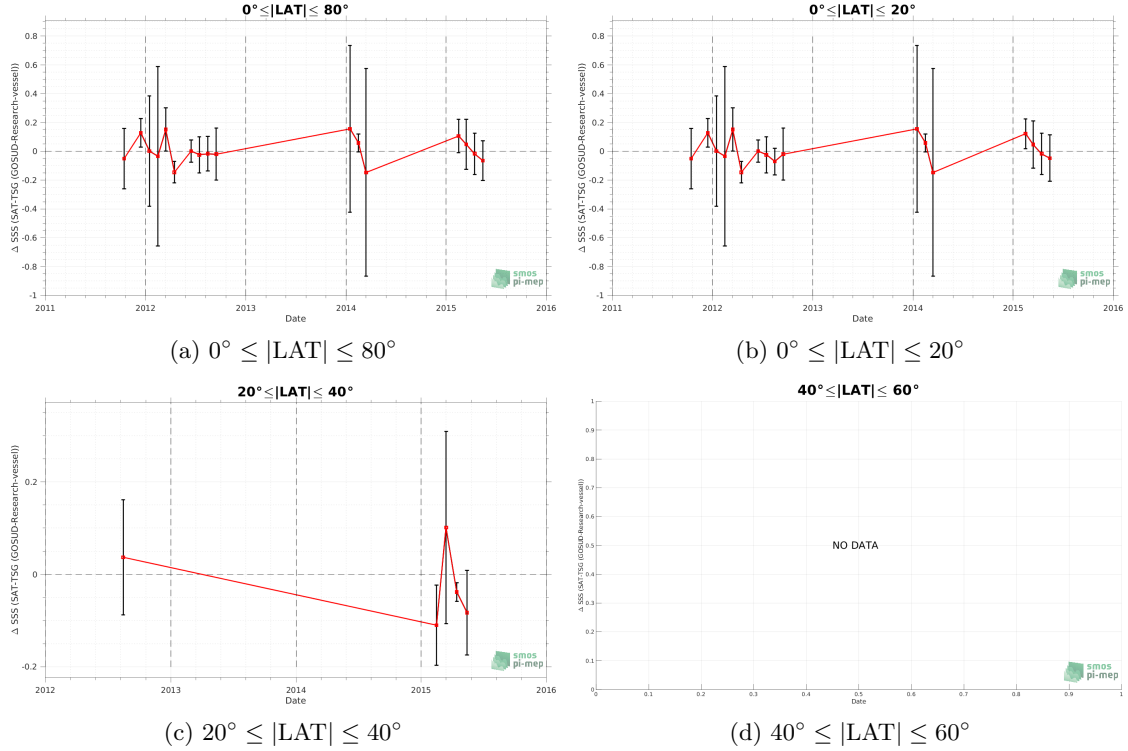 0°≤|LAT|≤ 80°
Δ SSS (SAT-TSG (GOSUD-Research-vessel))
0.8
0.6
0.4
0.2
0
-0.2
-0.4
-0.6
-0.8
-1
2011
2012
2013
2014
2015
2016
Date
smos
pi-mep
(a) 0° ≤ |LAT| ≤ 80°
0°≤|LAT|≤ 20°
Δ SSS (SAT-TSG (GOSUD-Research-vessel))
0.8
0.6
0.4
0.2
0
-0.2
-0.4
-0.6
-0.8
-1
2011
2012
2013
2014
2015
2016
Date
smos
pi-mep
(b) 0° ≤ |LAT| ≤ 20°
20°≤|LAT|≤ 40°
Δ SSS (SAT-TSG (GOSUD-Research-vessel))
0.2
0
-0.2
2012
2013
2014
2015
2016
Date
smos
pi-mep
(c) 20° ≤ |LAT| ≤ 40°
40°≤|LAT|≤ 60°
Δ SSS (SAT-TSG (GOSUD-Research-vessel))
1
0.9
0.8
0.7
0.6
0.5
0.4
0.3
0.2
0.1
0
NO DATA
0
0.1
0.2
0.3
0.4
0.5
0.6
0.7
0.8
0.9
1
Date
smos
pi-mep
(d) 40° ≤ |LAT| ≤ 60°